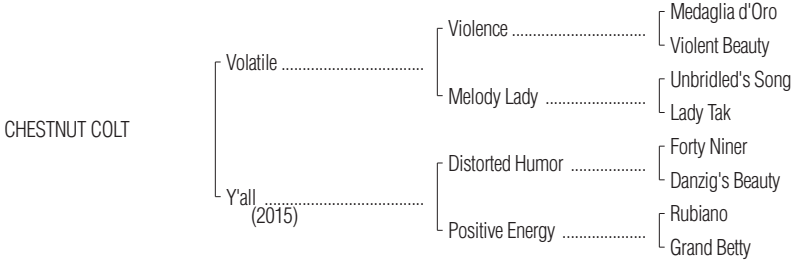 Medaglia d'Oro
Violence ................................
Violent Beauty
Volatile ...................................
Unbridled's Song
Melody Lady ........................
Lady Tak
CHESTNUT COLT
Forty Niner
Distorted Humor ..................
Danzig's Beauty
Y'all .......................................
(2015)
Rubiano
Positive Energy ....................
Grand Betty